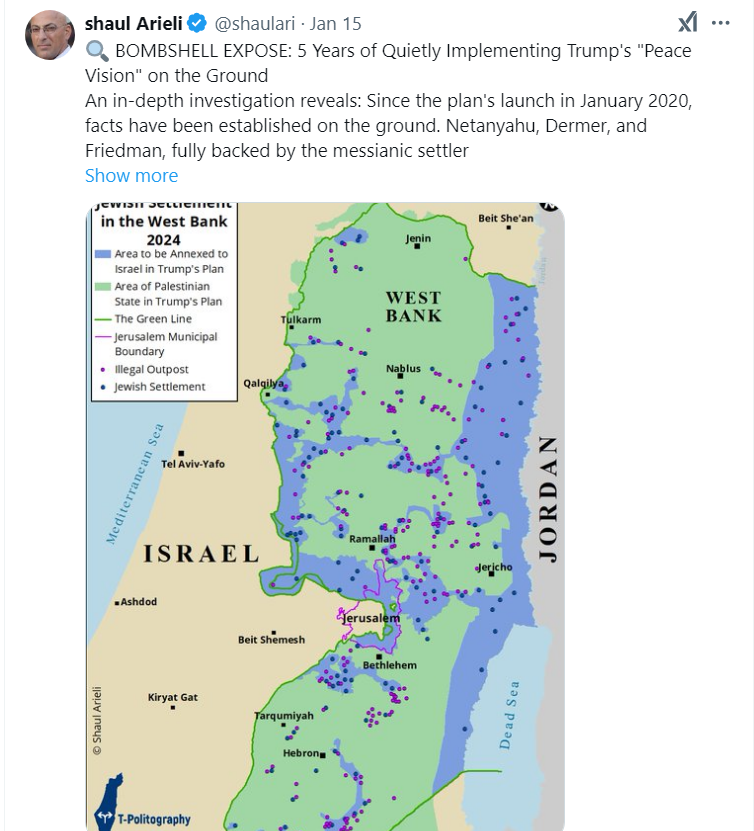 shaul Arieli @shaulari · Jan 15
🔍 BOMBSHELL EXPOSE: 5 Years of Quietly Implementing Trump's "Peace
Vision" on the Ground
An in-depth investigation reveals: Since the plan's launch in January 2020,
facts have been established on the ground. Netanyahu, Dermer, and
Friedman, fully backed by the messianic settler
Show more
Jewish Settlement
in the West Bank
2024
Area to be Annexed to
Israel in Trump's Plan
Area of Palestinian
State in Trump's Plan
The Green Line
Jerusalem Municipal
Boundary
Illegal Outpost
Jewish Settlement
Beit She'an
Jenin
Jordan
WEST
BANK
Tulkarm
Nablus
Qalqilya
Mediterranean Sea
Tel Aviv-Yafo
JORDAN
Ramallah
ISRAEL
Jericho
Ashdod
Jerusalem
Beit Shemesh
Bethlehem
Kiryat Gat
Tarqumiyah
Dead Sea
© Shaul Arieli
Hebron
T-Politography